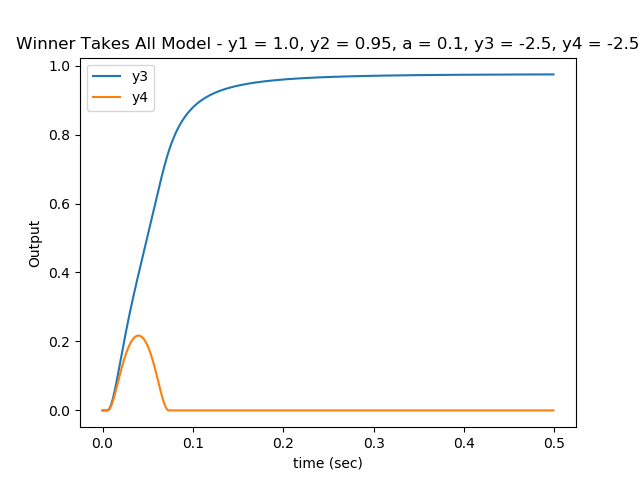 Winner Takes All Model - y1 = 1.0, y2 = 0.95, a = 0.1, y3 = -2.5, y4 = -2.5
y3
y4
1.0
0.8
0.6
0.4
0.2
0.0
Output
0.0 0.1 0.2 0.3 0.4 0.5
time (sec)